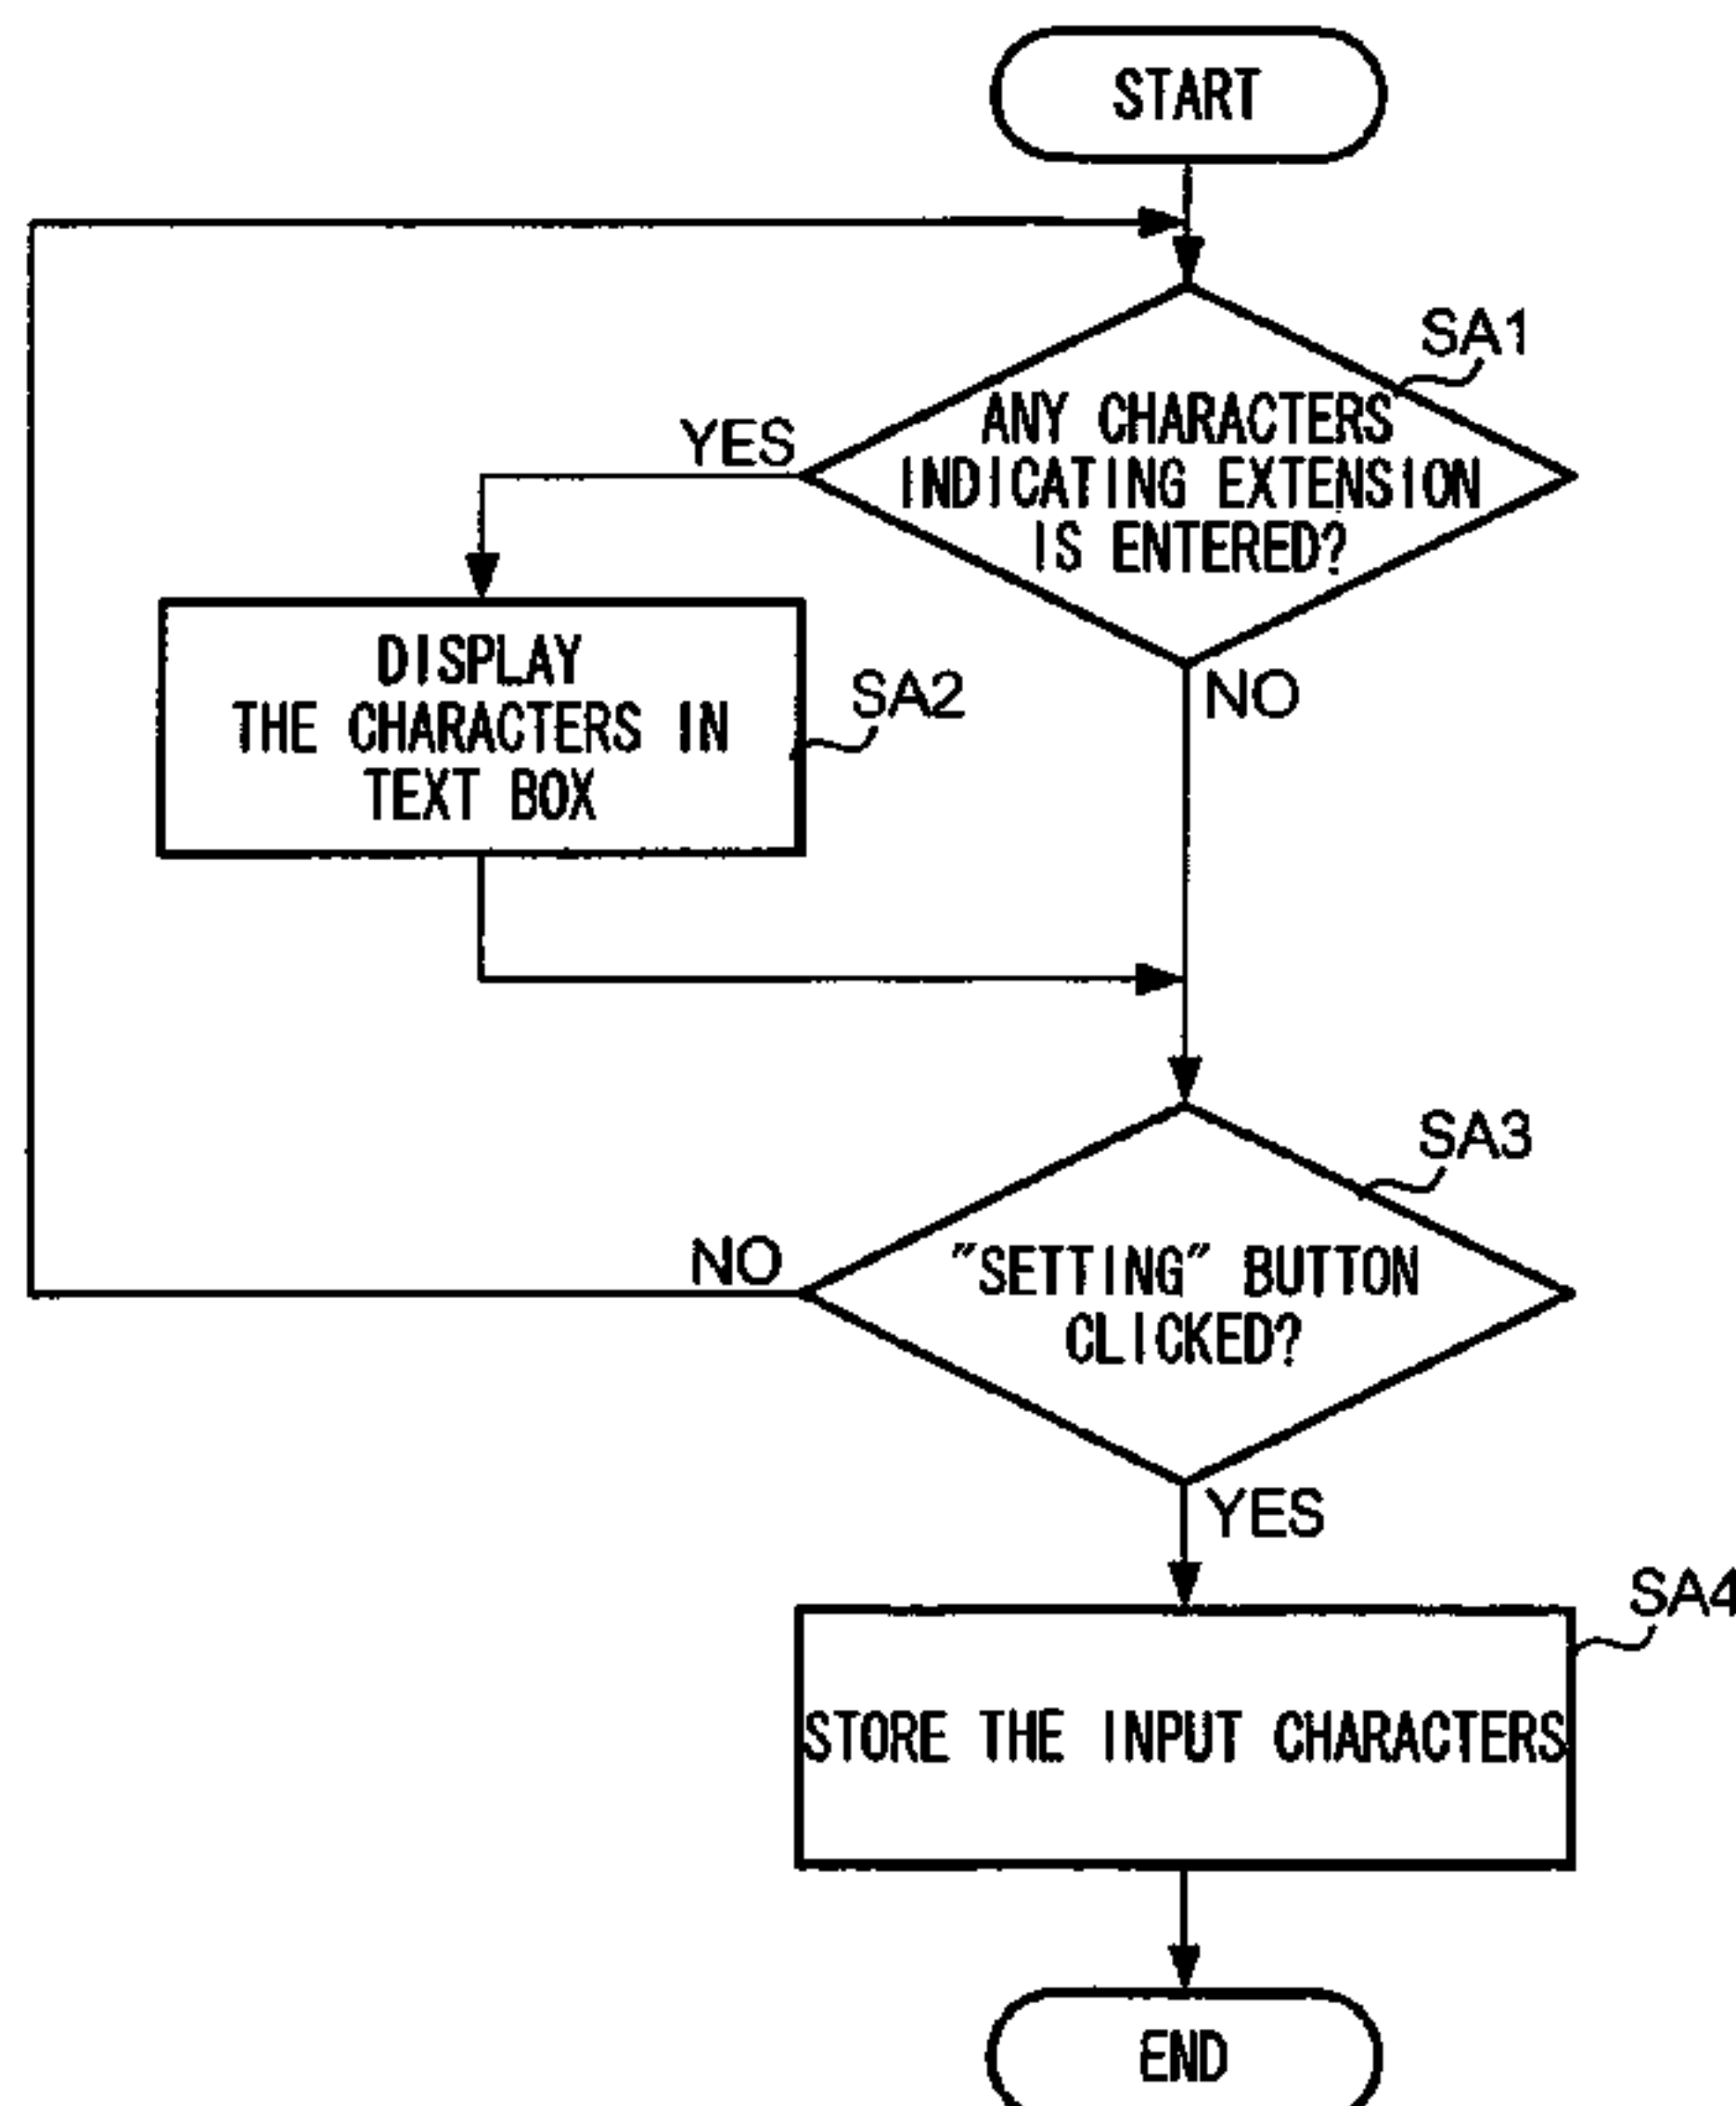 START
SA1
ANY CHARACTERS
INDICATING EXTENSION
IS ENTERED?
YES
NO
DISPLAY
THE CHARACTERS IN
TEXT BOX
SA2
SA3
"SETTING" BUTTON
CLICKED?
NO
YES
SA4
STORE THE INPUT CHARACTERS
END